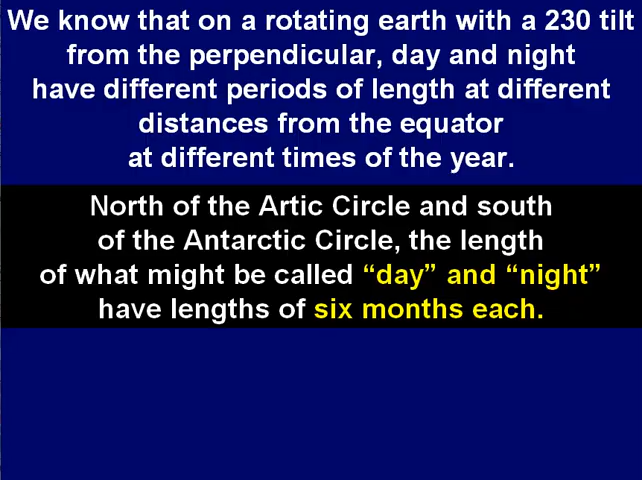 We know that on a rotating earth with a 230 tilt
from the perpendicular, day and night
have different periods of length at different
distances from the equator
at different times of the year.
North of the Artic Circle and south
of the Antarctic Circle, the length
of what might be called “day” and “night”
have lengths of six months each.